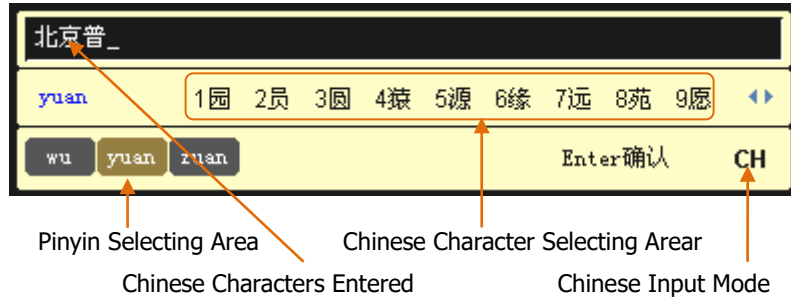 北京普_
yuan 1园 2员 3圆 4猿 5源 6缘 7远 8苑 9愿
wu yuan zuan Enter确认 CH
Pinyin Selecting Area Chinese Character Selecting Arear
Chinese Characters Entered Chinese Input Mode